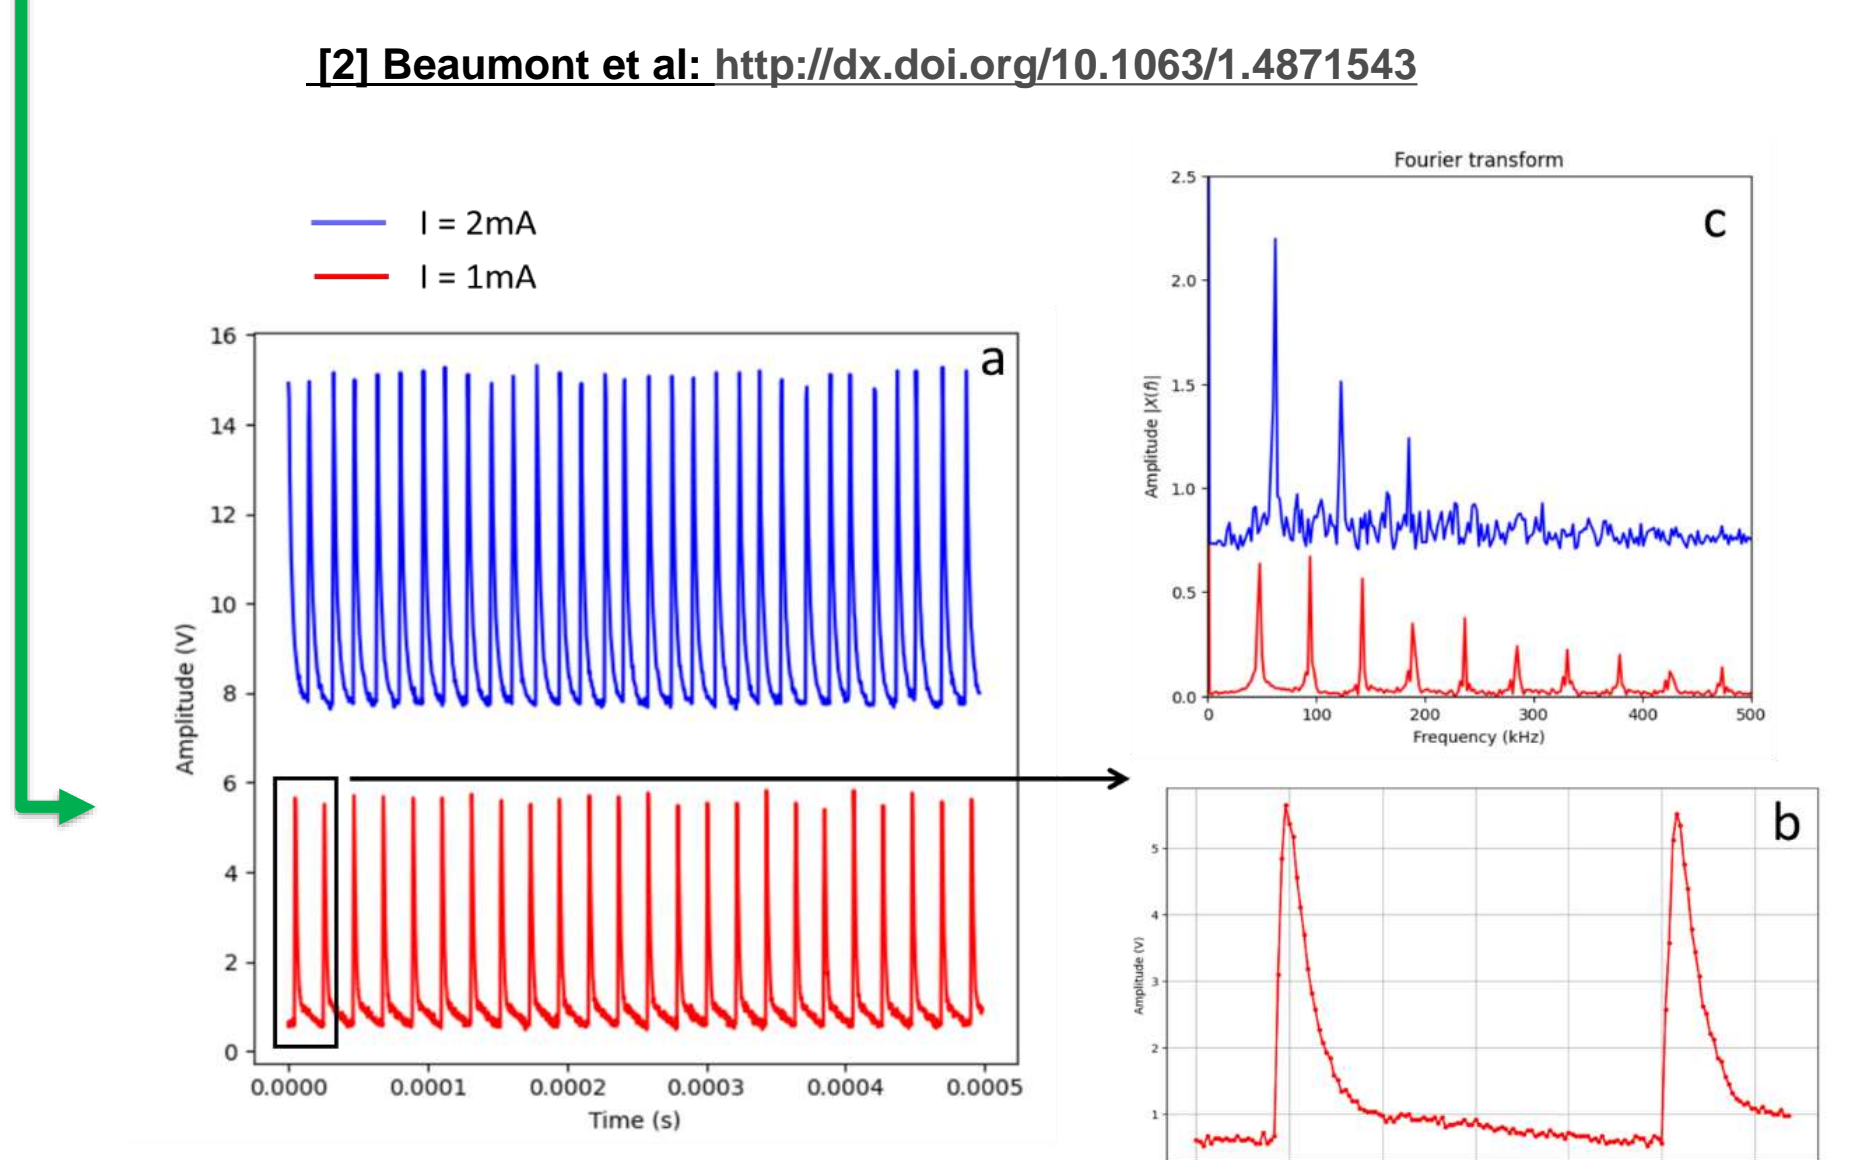 [2] Beaumont et al: http://dx.doi.org/10.1063/1.4871543
I = 2mA
I = 1mA
a
16
14
12
10
8
6
4
2
0
Amplitude (V)
0.0000 0.0001 0.0002 0.0003 0.0004 0.0005
Time (s)
Fourier transform
c
2.5
2.0
1.5
1.0
0.5
0.0
Amplitude |X(f)|
0 100 200 300 400 500
Frequency (kHz)
b
5
4
3
2
1
Amplitude (V)